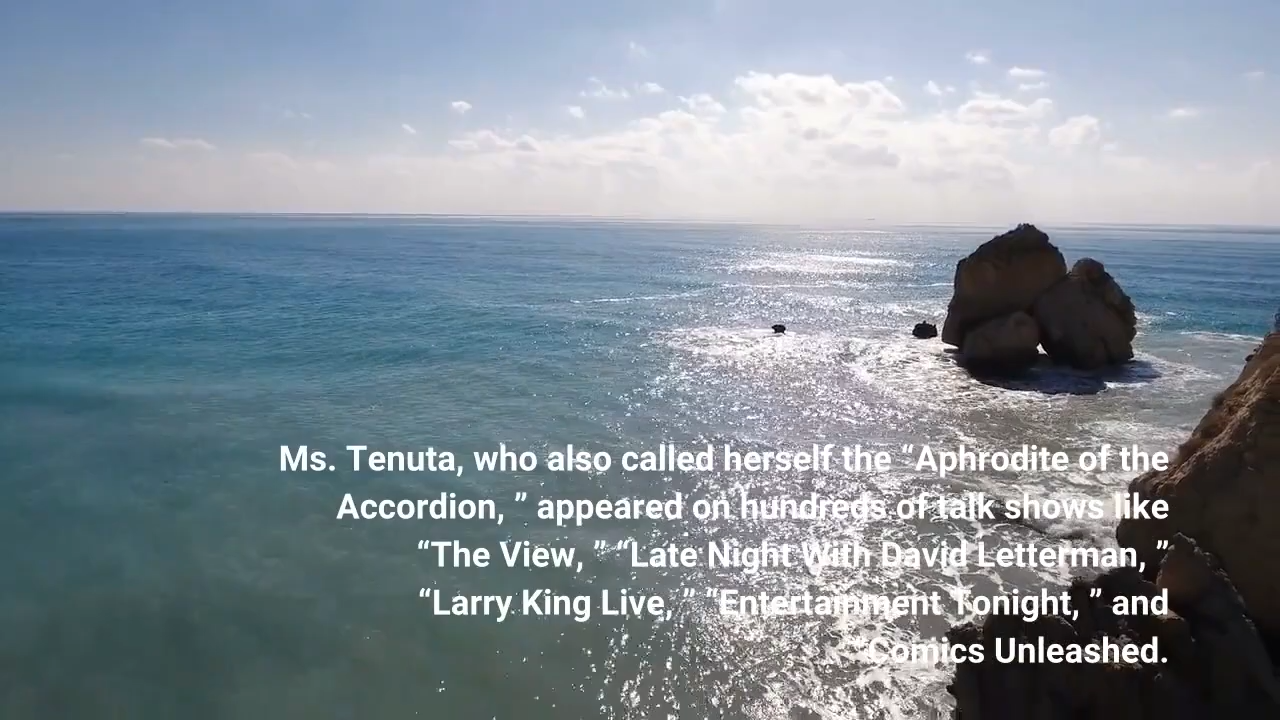 Ms. Tenuta, who also called herself the “Aphrodite of the
Accordion, ” appeared on hundreds of talk shows like
“The View, ” “Late Night With David Letterman, ”
“Larry King Live, ” “Entertainment Tonight, ” and
“Comics Unleashed.